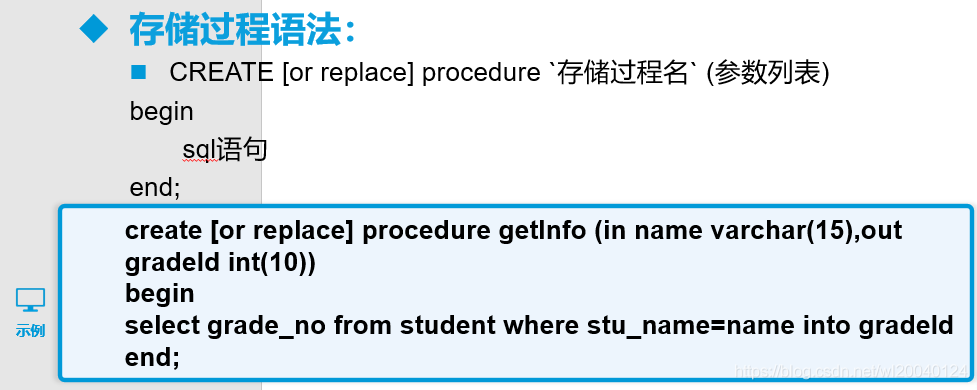 存储过程语法：
CREATE [or replace] procedure `存储过程名` (参数列表)
begin
sql语句
end;
create [or replace] procedure getInfo (in name varchar(15),out
gradeId int(10))
begin
select grade_no from student where stu_name=name into gradeId
end;
示例
https://blog.csdn.net/wl20040124